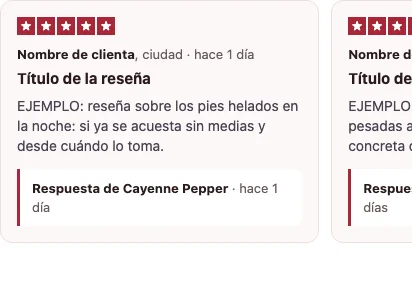 Nombre de clienta, ciudad · hace 1 día
Título de la reseña
EJEMPLO: reseña sobre los pies helados en
la noche: si ya se acuesta sin medias y
desde cuándo lo toma.
Respuesta de Cayenne Pepper · hace 1
día
Nombre d
Título de
EJEMPLO
pesadas a
concreta
Respues
días